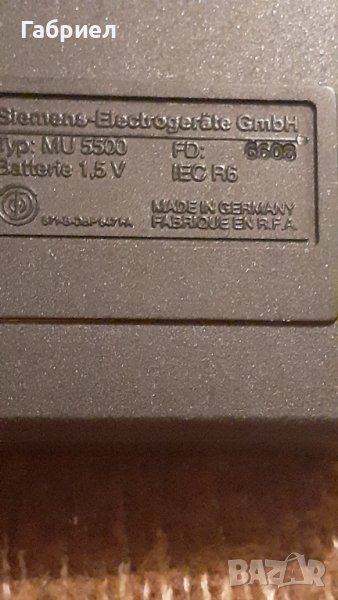 Габриел
Siemens-Electrogeräte GmbH
Typ: MU 5500 FD: 6608
Batterie 1,5 V IEC R6
MADE IN GERMANY
FABRIQUE EN R.F.A.
BAZAR